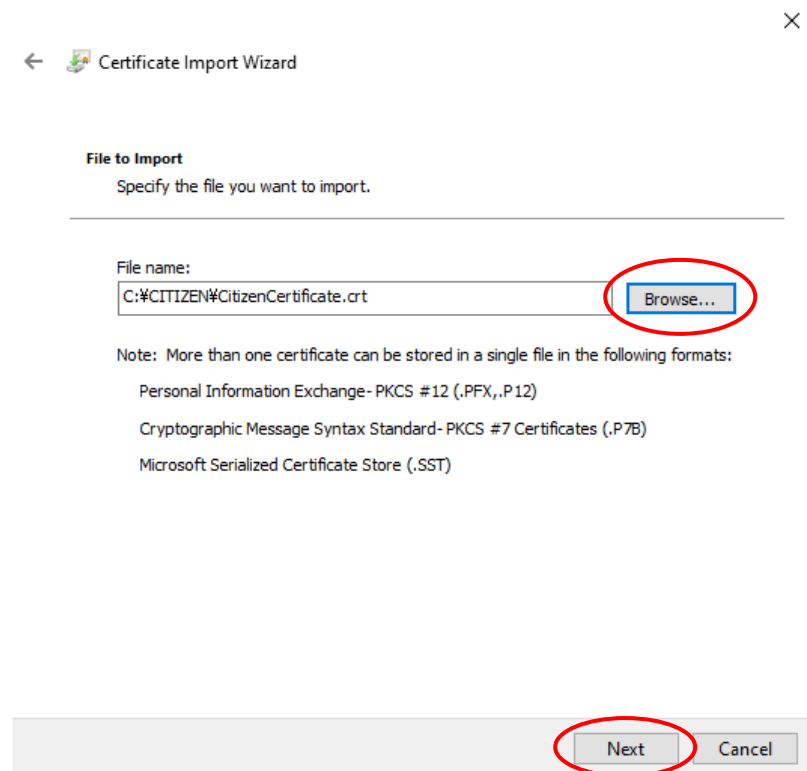 Certificate Import Wizard
File to Import
Specify the file you want to import.
File name:
C:¥CITIZEN¥CitizenCertificate.crt
Browse...
Note: More than one certificate can be stored in a single file in the following formats:
Personal Information Exchange- PKCS #12 (.PFX,.P12)
Cryptographic Message Syntax Standard- PKCS #7 Certificates (.P7B)
Microsoft Serialized Certificate Store (.SST)
Next
Cancel